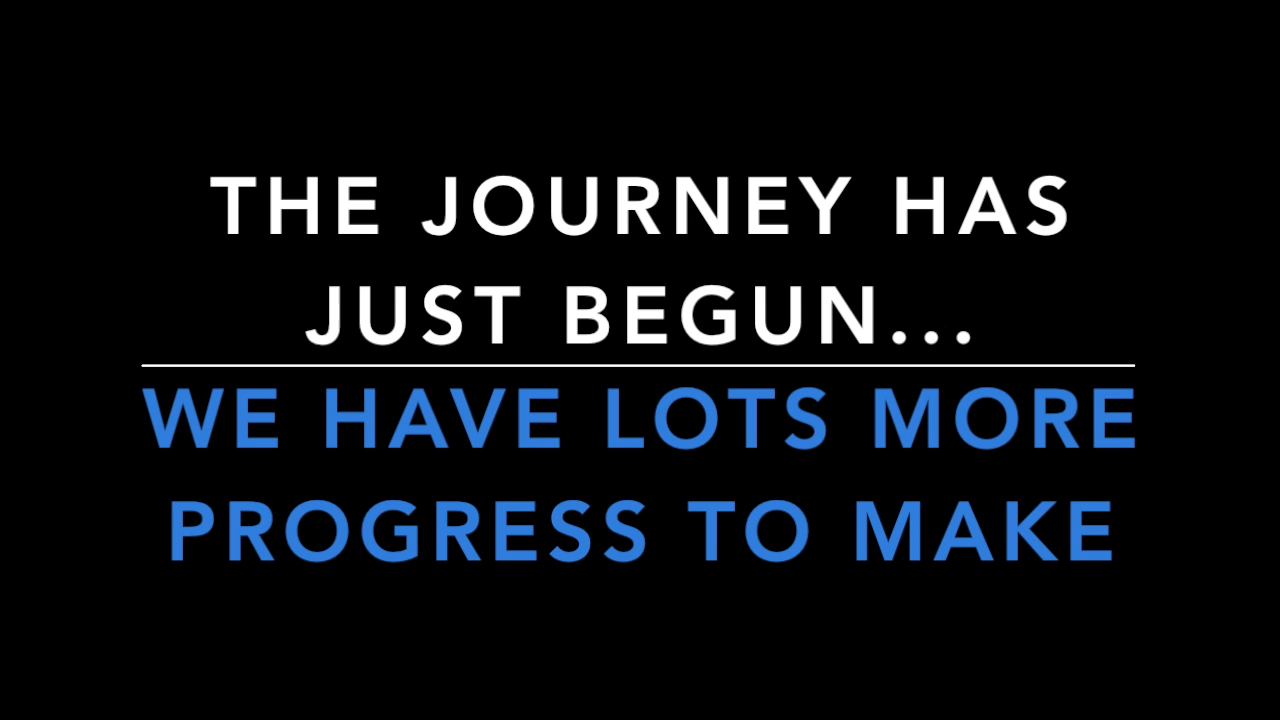 THE JOURNEY HAS
JUST BEGUN...
WE HAVE LOTS MORE
PROGRESS TO MAKE